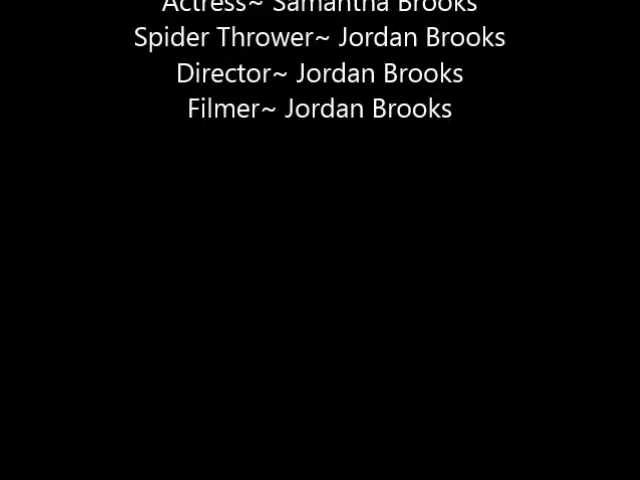 Actress~ Samantha Brooks
Spider Thrower~ Jordan Brooks
Director~ Jordan Brooks
Filmer~ Jordan Brooks